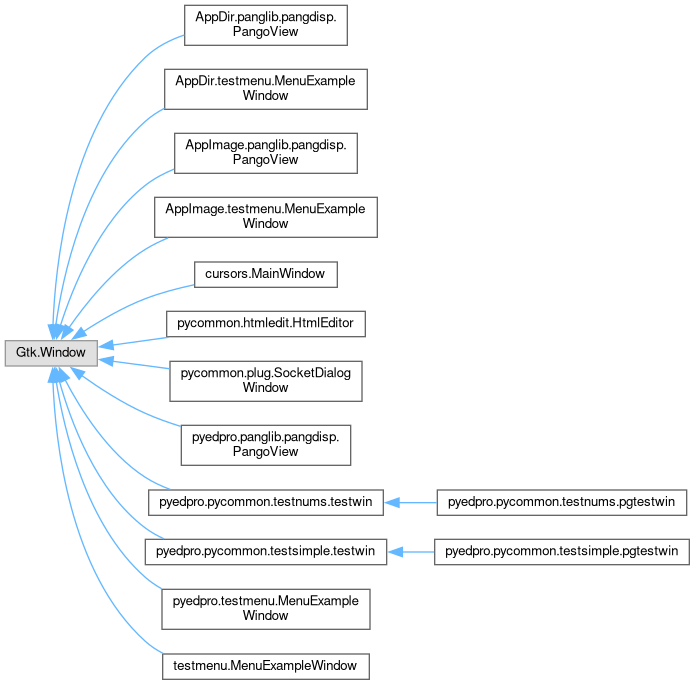 AppDir.panglib.pangdisp.
PangoView
AppDir.testmenu.MenuExample
Window
AppImage.panglib.pangdisp.
PangoView
AppImage.testmenu.MenuExample
Window
cursors.MainWindow
pycommon.htmledit.HtmlEditor
Gtk.Window
pycommon.plug.SocketDialog
Window
pyedpro.panglib.pangdisp.
PangoView
pyedpro.pycommon.testnums.testwin
pyedpro.pycommon.testnums.pgtestwin
pyedpro.pycommon.testsimple.testwin
pyedpro.pycommon.testsimple.pgtestwin
pyedpro.testmenu.MenuExample
Window
testmenu.MenuExampleWindow